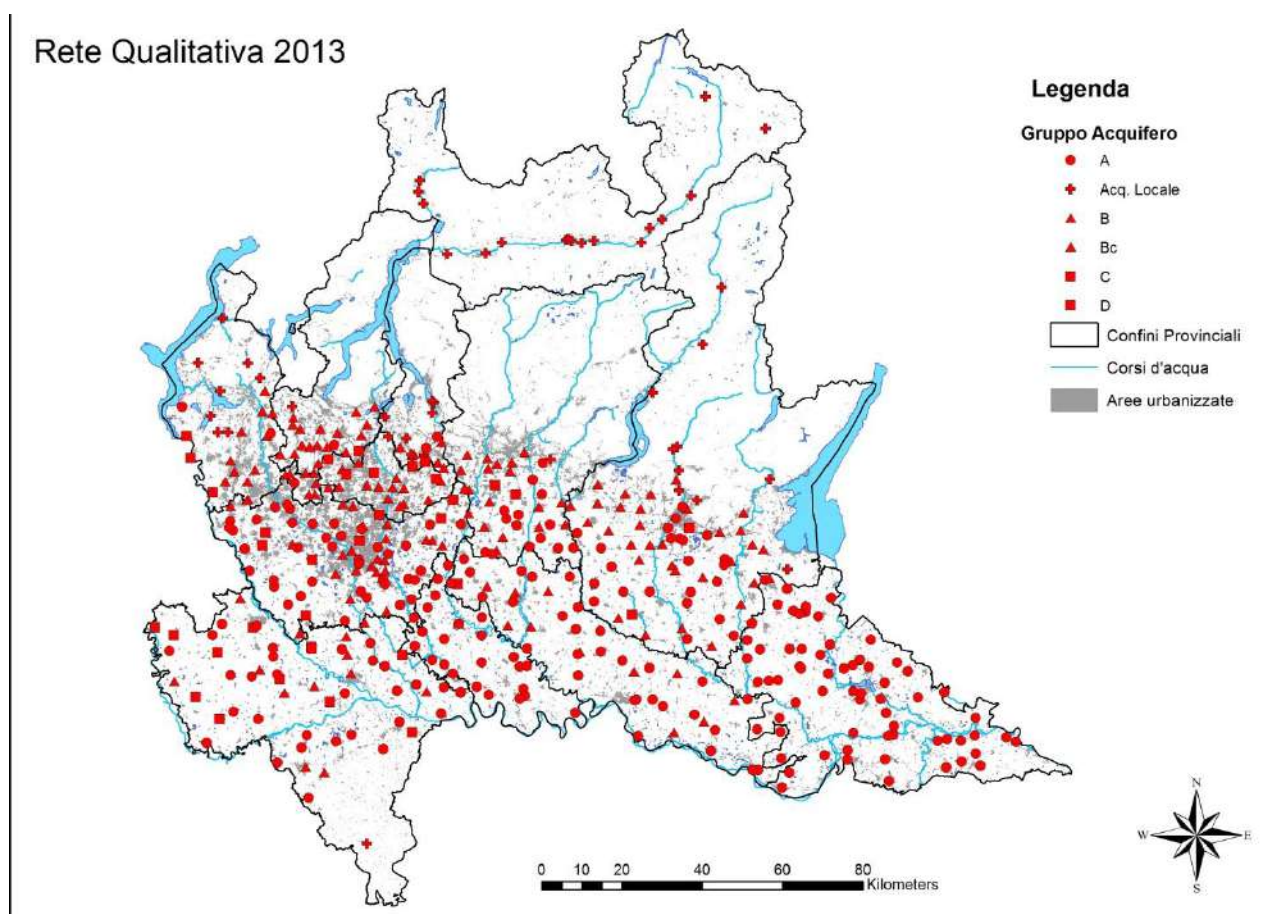 Rete Qualitativa 2013
Legenda
Gruppo Acquifero
A
Acq. Locale
B
Bc
C
D
Confini Provinciali
Corsi d'acqua
Aree urbanizzate
N
W
E
S
0 10 20 40 60 80
Kilometers